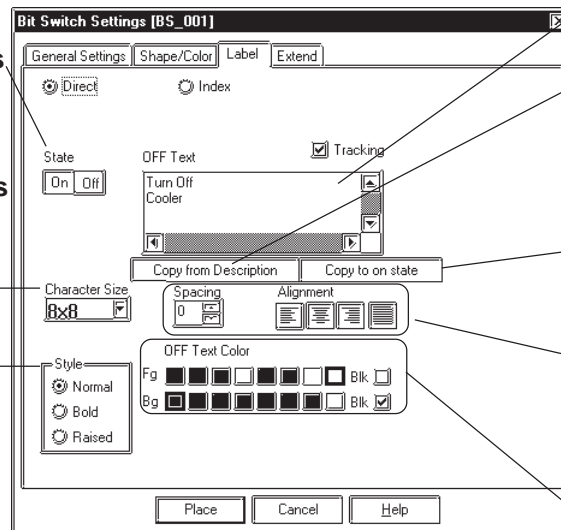 Bit Switch Settings [BS_001]
General Settings Shape/Color Label Extend
Direct Index
State OFF Text Tracking
On Off
Turn Off
Cooler
Copy from Description Copy to on state
Character Size Spacing Alignment
8x8 0
OFF Text Color
Style
Fg Blk
Normal
Bg Blk
Bold
Raised
Place Cancel Help
s
s